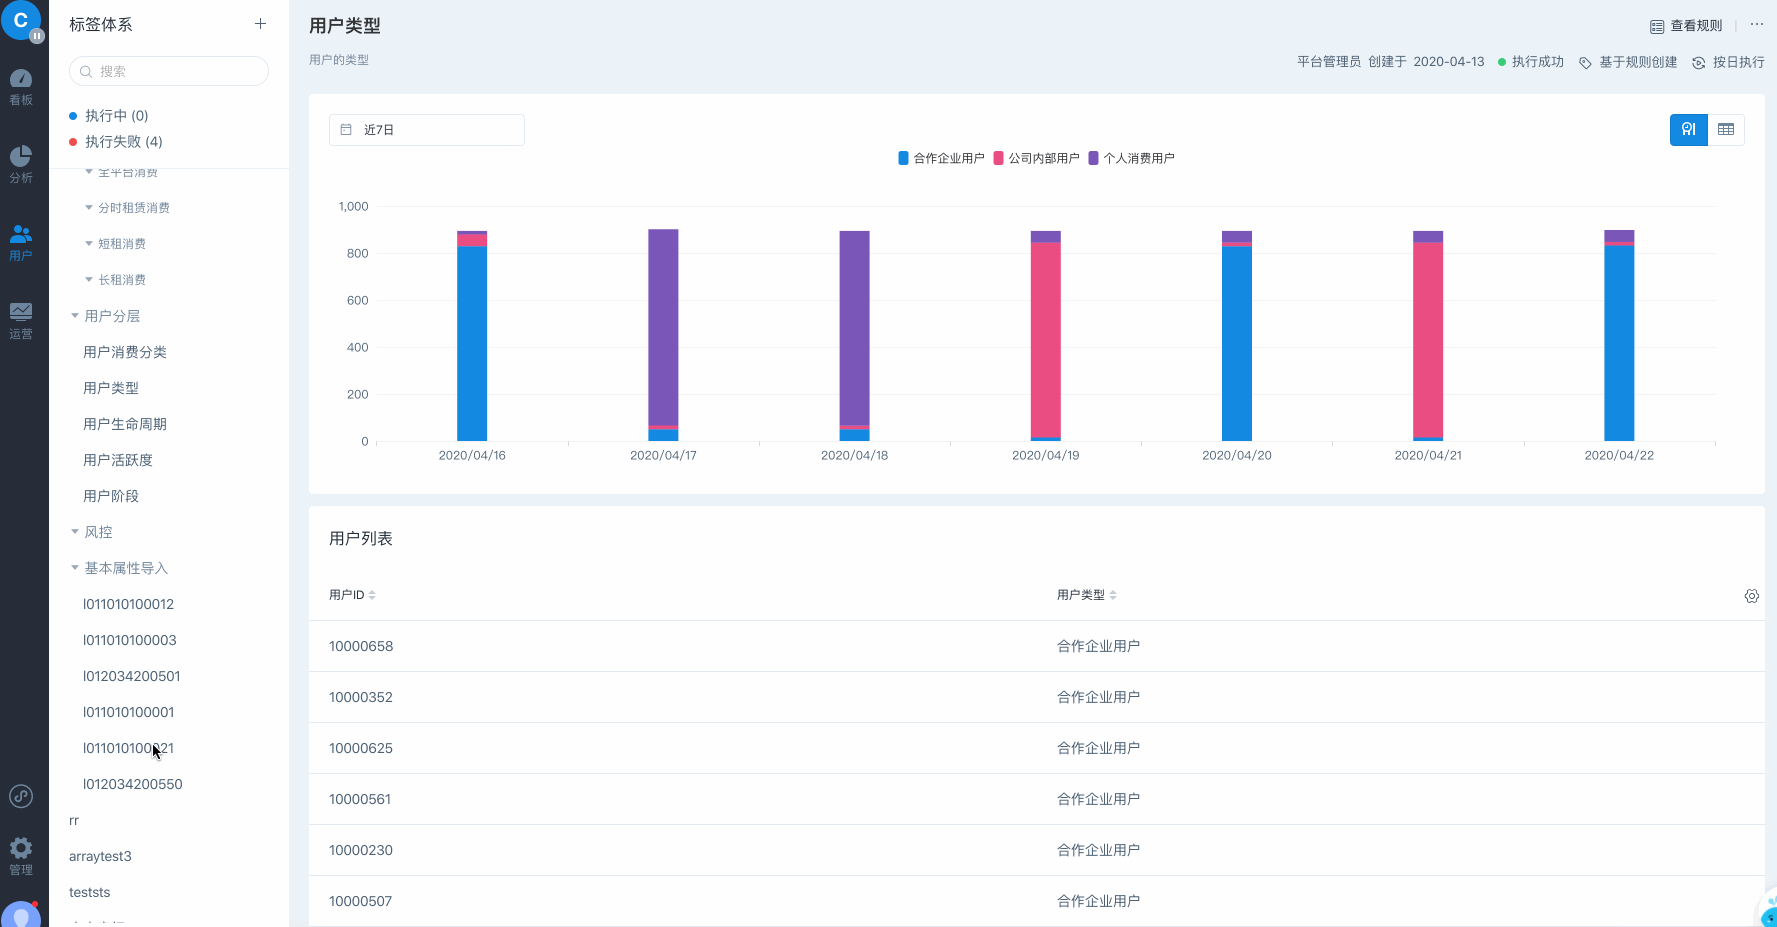 C
看板
分析
用户
运营
管理
标签体系
搜索
执行中 (0)
执行失败 (4)
全平台消费
分时租赁消费
短租消费
长租消费
用户分层
用户消费分类
用户类型
用户生命周期
用户活跃度
用户阶段
风控
基本属性导入
l011010100012
l011010100003
l012034200501
l011010100001
l011010100021
l012034200550
rr
arraytest3
teststs
用户类型
查看规则
用户的类型
平台管理员 创建于 2020-04-13 执行成功 基于规则创建 按日执行
近7日
合作企业用户 公司内部用户 个人消费用户
1,000
800
600
400
200
0
2020/04/16 2020/04/17 2020/04/18 2020/04/19 2020/04/20 2020/04/21 2020/04/22
用户列表
用户ID 用户类型
10000658 合作企业用户
10000352 合作企业用户
10000625 合作企业用户
10000561 合作企业用户
10000230 合作企业用户
10000507 合作企业用户